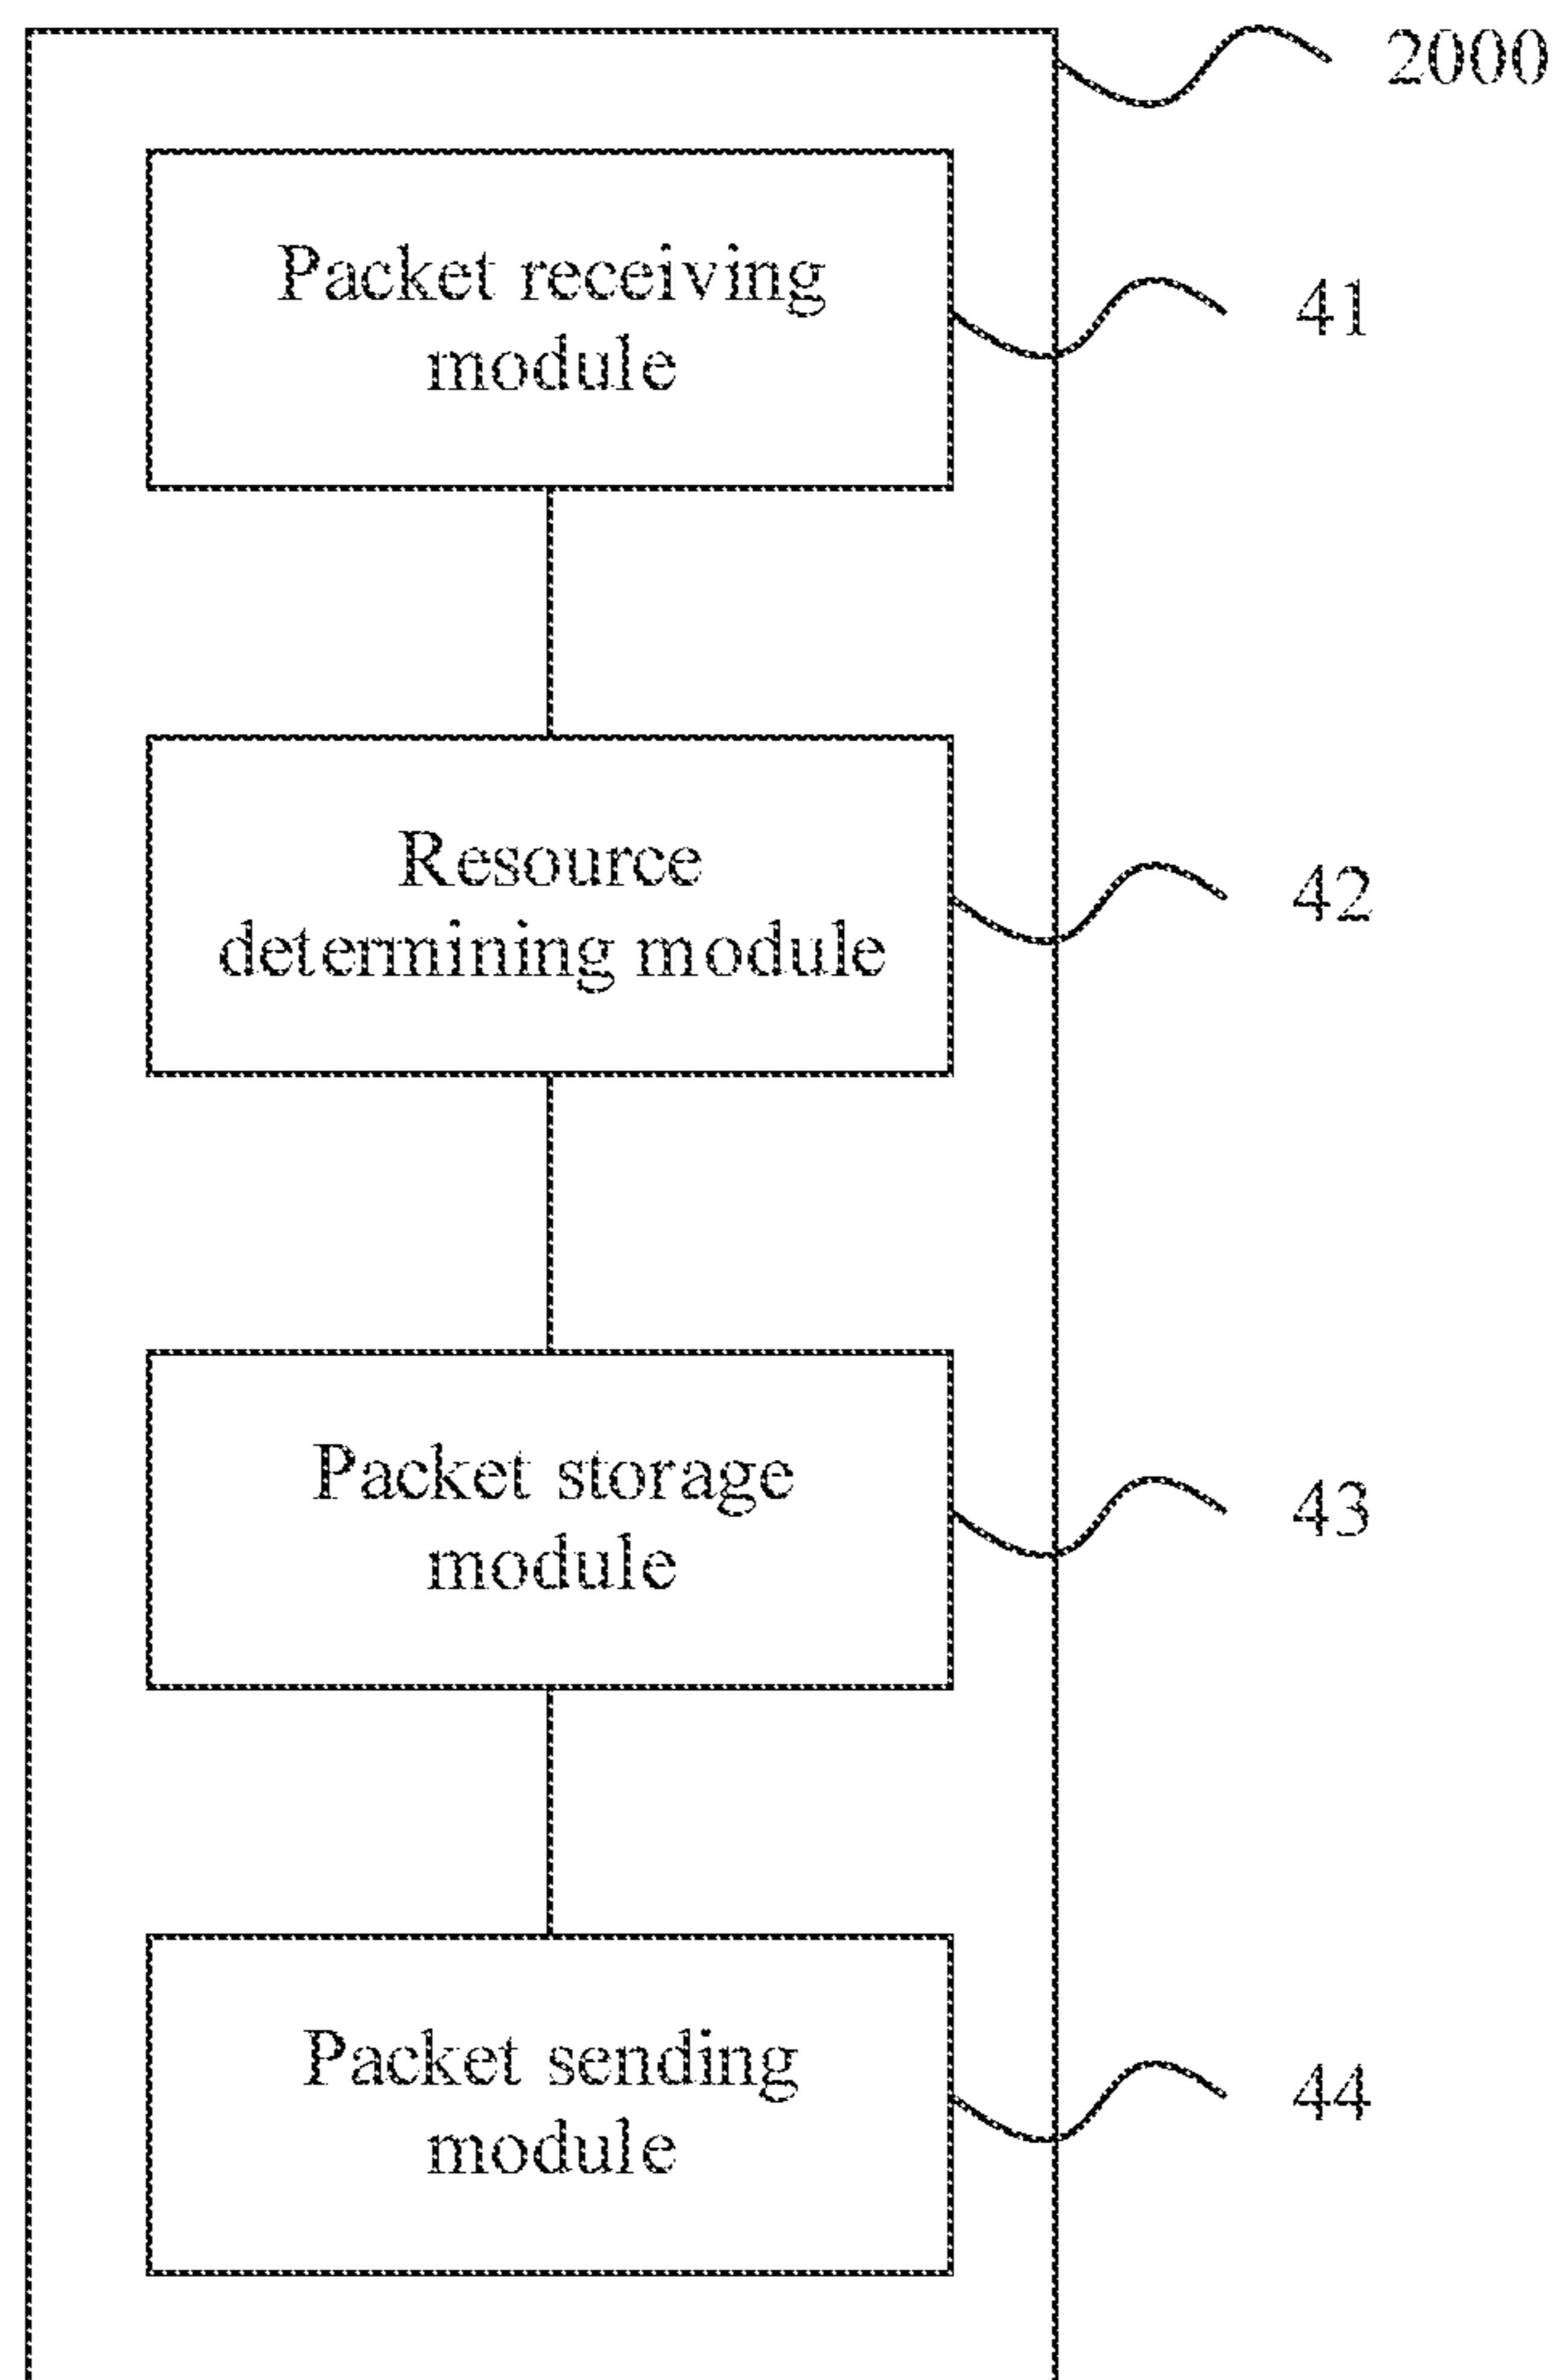 2000
Packet receiving
module
41
Resource
determining module
42
Packet storage
module
43
Packet sending
module
44